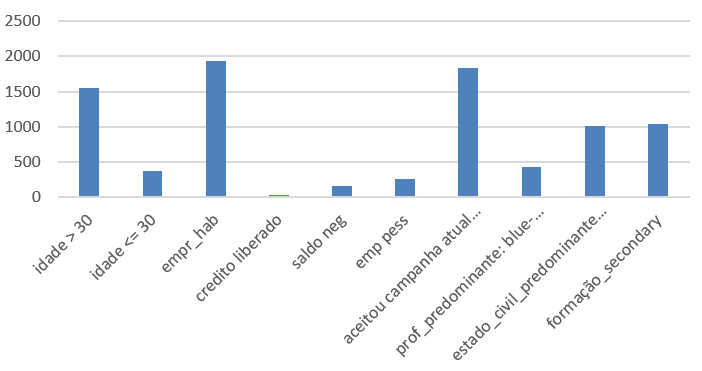 2500
2000
1500
1000
500
0
idade > 30
idade <= 30
empr_hab
credito liberado
saldo neg
emp pess
aceitou campanha atual...
prof_predominante: blue-...
estado_civil_predominante...
formação_secondary